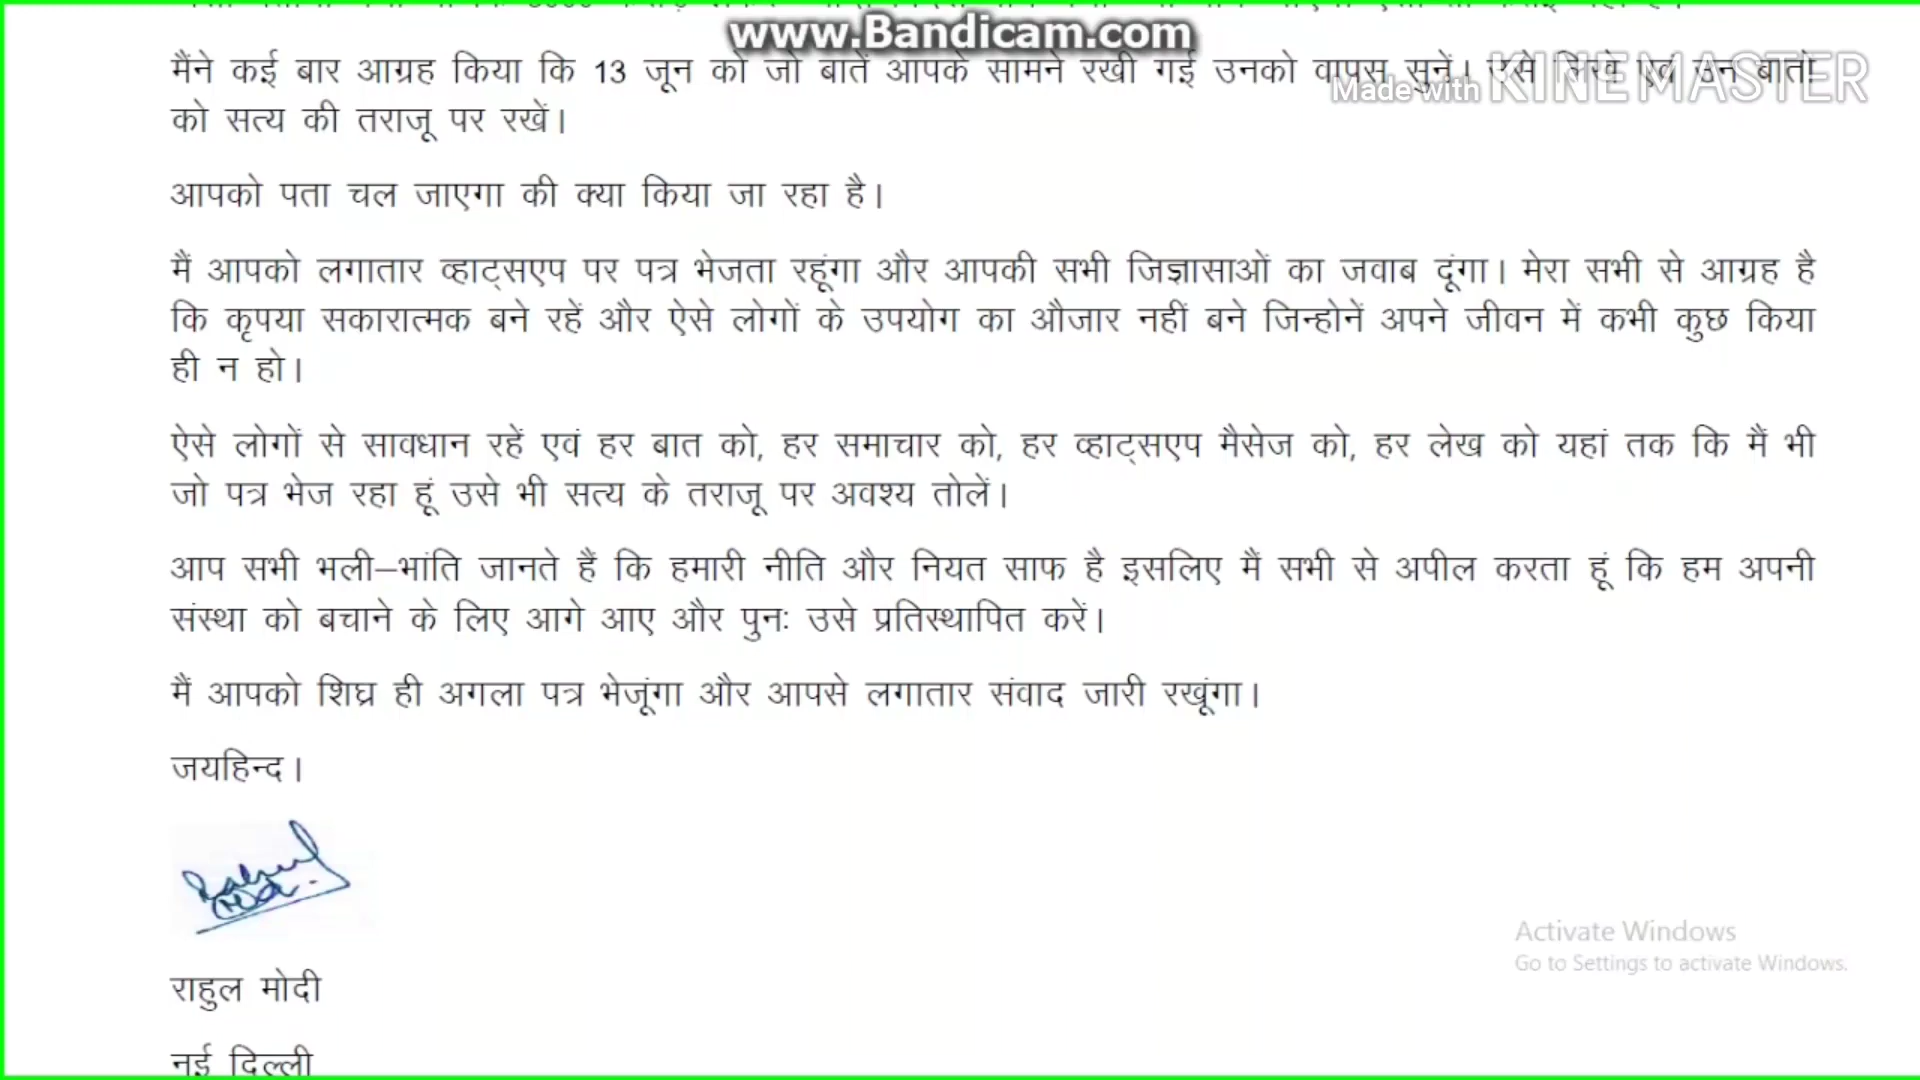 www.Bandicam.com
Made with KINEMASTER
मैंने कई बार आग्रह किया कि 13 जून को जो बातें आपके सामने रखी गई उनको वापस सुनें। उसे लिखे एवं उन बातों
को सत्य की तराजू पर रखें।
आपको पता चल जाएगा की क्या किया जा रहा है।
मैं आपको लगातार व्हाट्सएप पर पत्र भेजता रहूंगा और आपकी सभी जिज्ञासाओं का जवाब दूंगा। मेरा सभी से आग्रह है
कि कृपया सकारात्मक बने रहें और ऐसे लोगों के उपयोग का औजार नहीं बने जिन्होनें अपने जीवन में कभी कुछ किया
ही न हो।
ऐसे लोगों से सावधान रहें एवं हर बात को, हर समाचार को, हर व्हाट्सएप मैसेज को, हर लेख को यहां तक कि मैं भी
जो पत्र भेज रहा हूं उसे भी सत्य के तराजू पर अवश्य तोलें।
आप सभी भली–भांति जानते हैं कि हमारी नीति और नियत साफ है इसलिए मैं सभी से अपील करता हूं कि हम अपनी
संस्था को बचाने के लिए आगे आए और पुनः उसे प्रतिस्थापित करें।
मैं आपको शिघ्र ही अगला पत्र भेजूंगा और आपसे लगातार संवाद जारी रखूंगा।
जयहिन्द।
राहुल मोदी
नई दिल्ली
Activate Windows
Go to Settings to activate Windows.